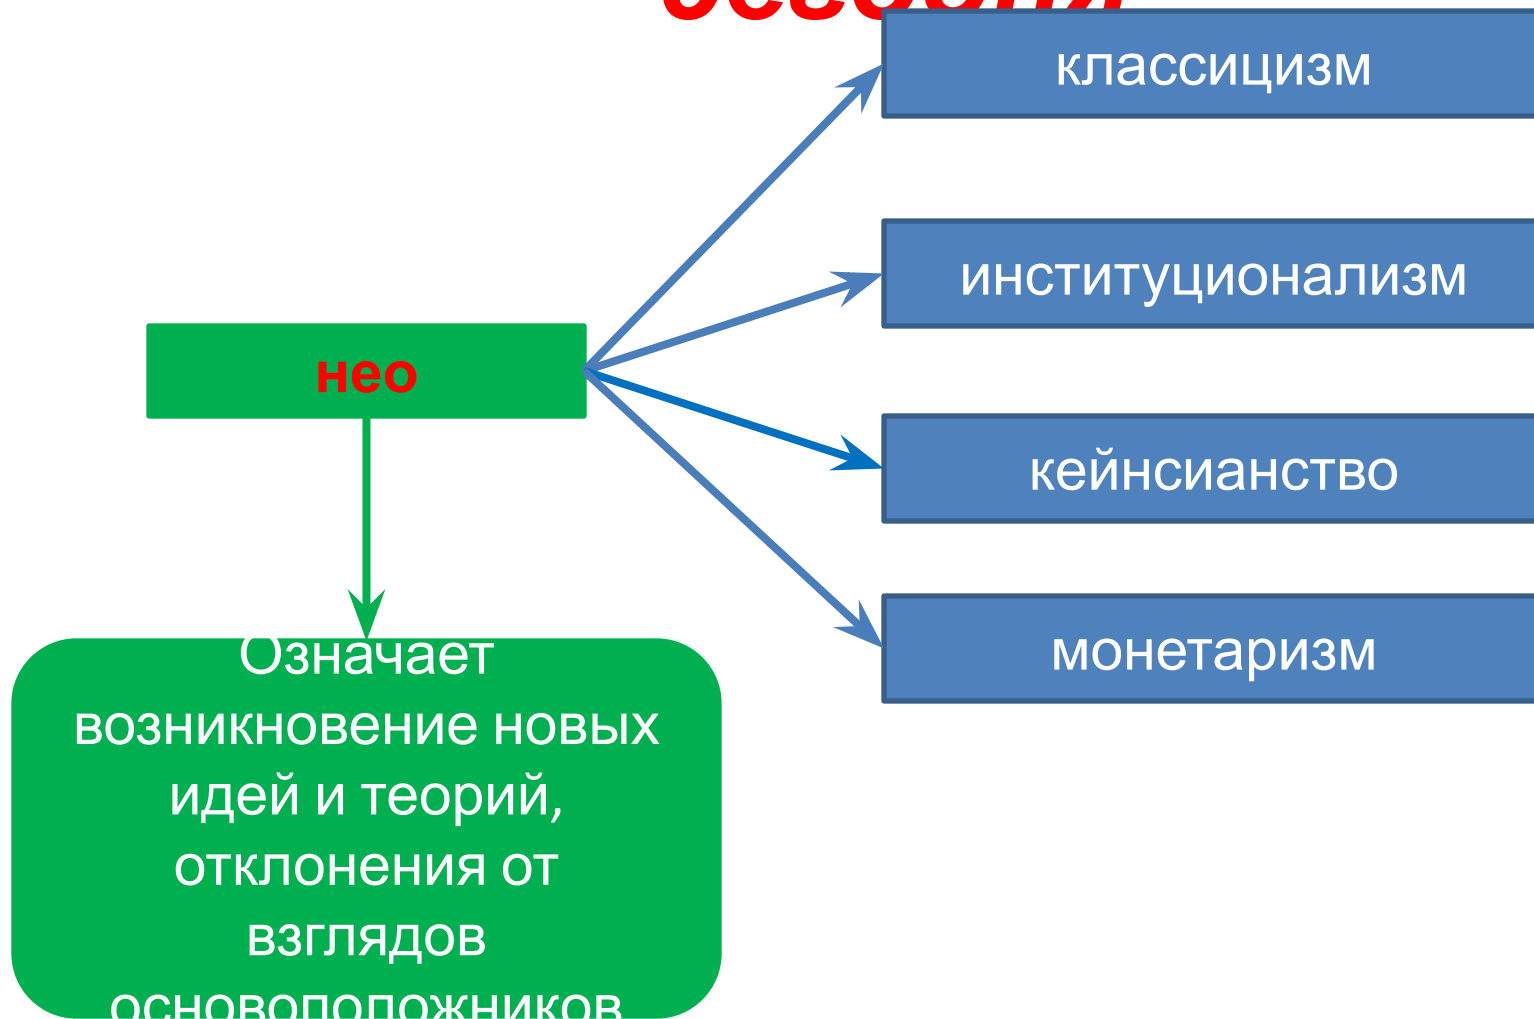 классицизм
институционализм
нео
кейнсианство
монетаризм
Означает
возникновение новых
идей и теорий,
отклонения от
взглядов
основоположников